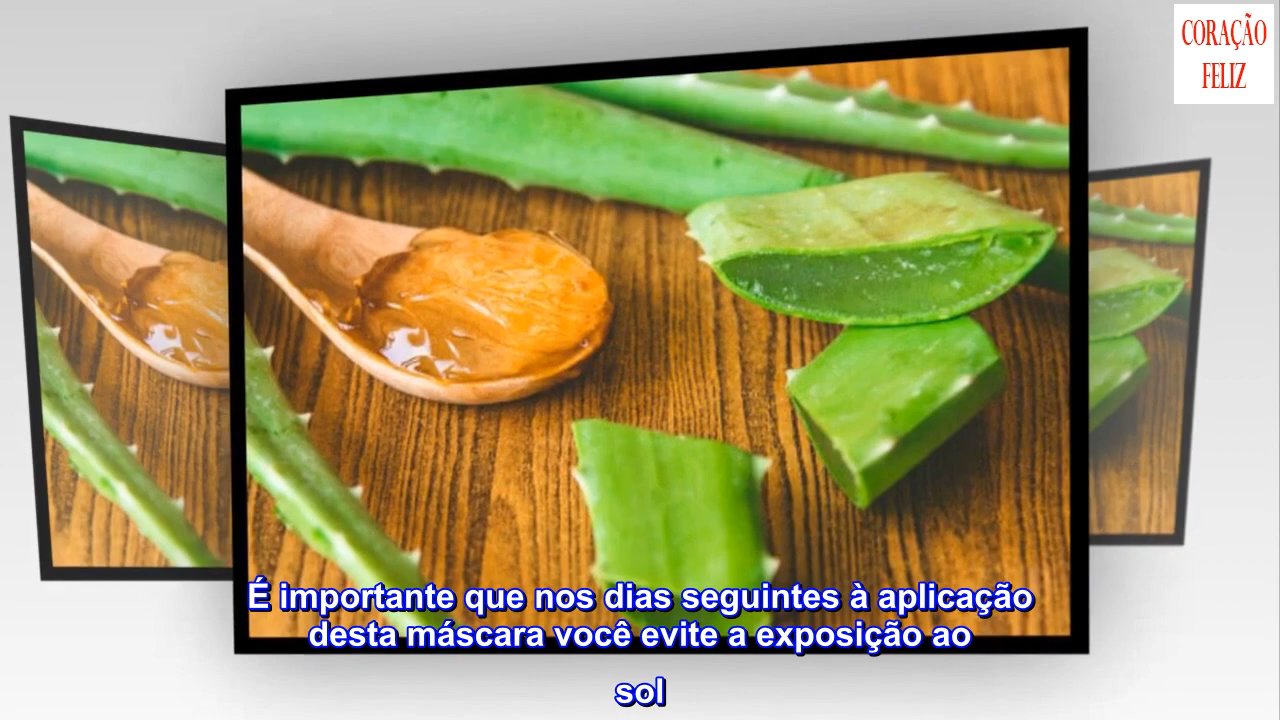 CORAÇÃO
FELIZ
É importante que nos dias seguintes à aplicação
desta máscara você evite a exposição ao
sol